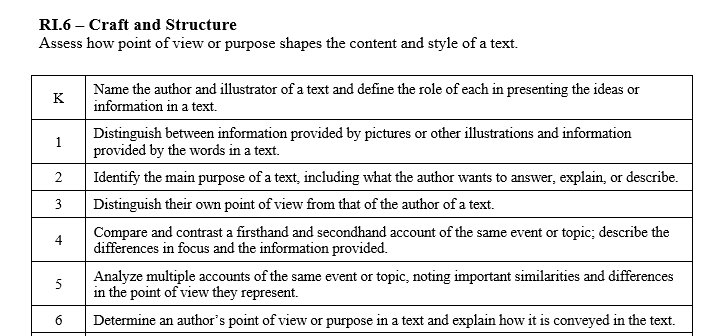 RI.6 – Craft and Structure
Assess how point of view or purpose shapes the content and style of a text.
K
Name the author and illustrator of a text and define the role of each in presenting the ideas or
information in a text.
1
Distinguish between information provided by pictures or other illustrations and information
provided by the words in a text.
2
Identify the main purpose of a text, including what the author wants to answer, explain, or describe.
3
Distinguish their own point of view from that of the author of a text.
4
Compare and contrast a firsthand and secondhand account of the same event or topic; describe the
differences in focus and the information provided.
5
Analyze multiple accounts of the same event or topic, noting important similarities and differences
in the point of view they represent.
6
Determine an author’s point of view or purpose in a text and explain how it is conveyed in the text.